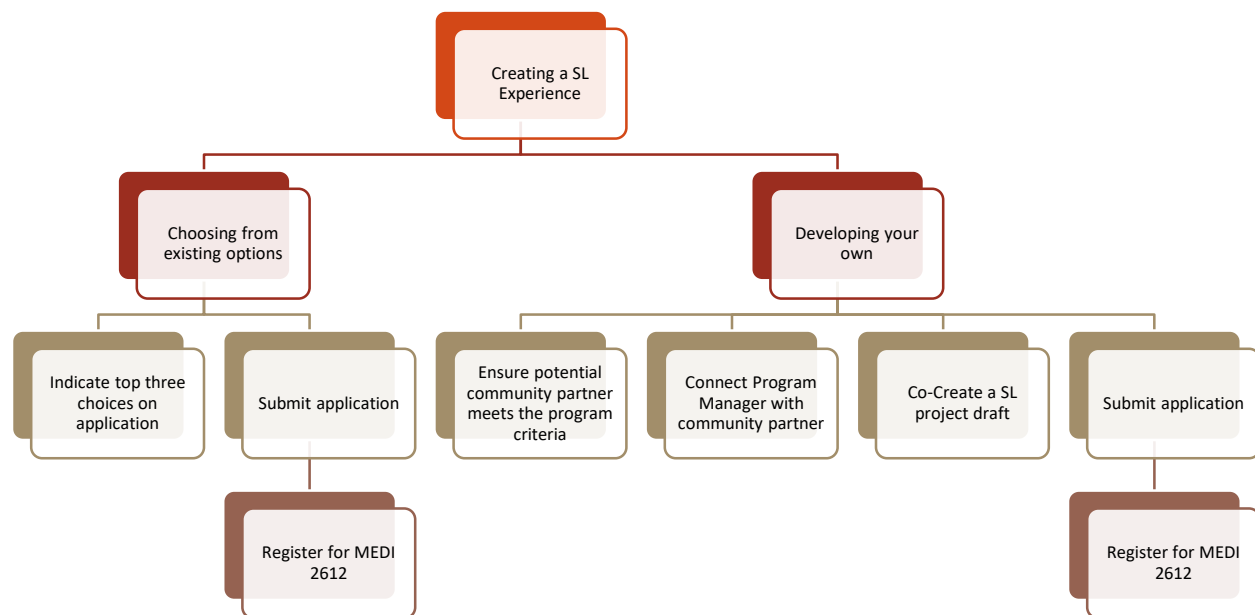 Creating a SL
Experience
Choosing from
existing options
Developing your
own
Indicate top three
choices on
application
Submit application
Ensure potential
community partner
meets the program
criteria
Connect Program
Manager with
community partner
Co-Create a SL
project draft
Submit application
Register for MEDI
2612
Register for MEDI
2612